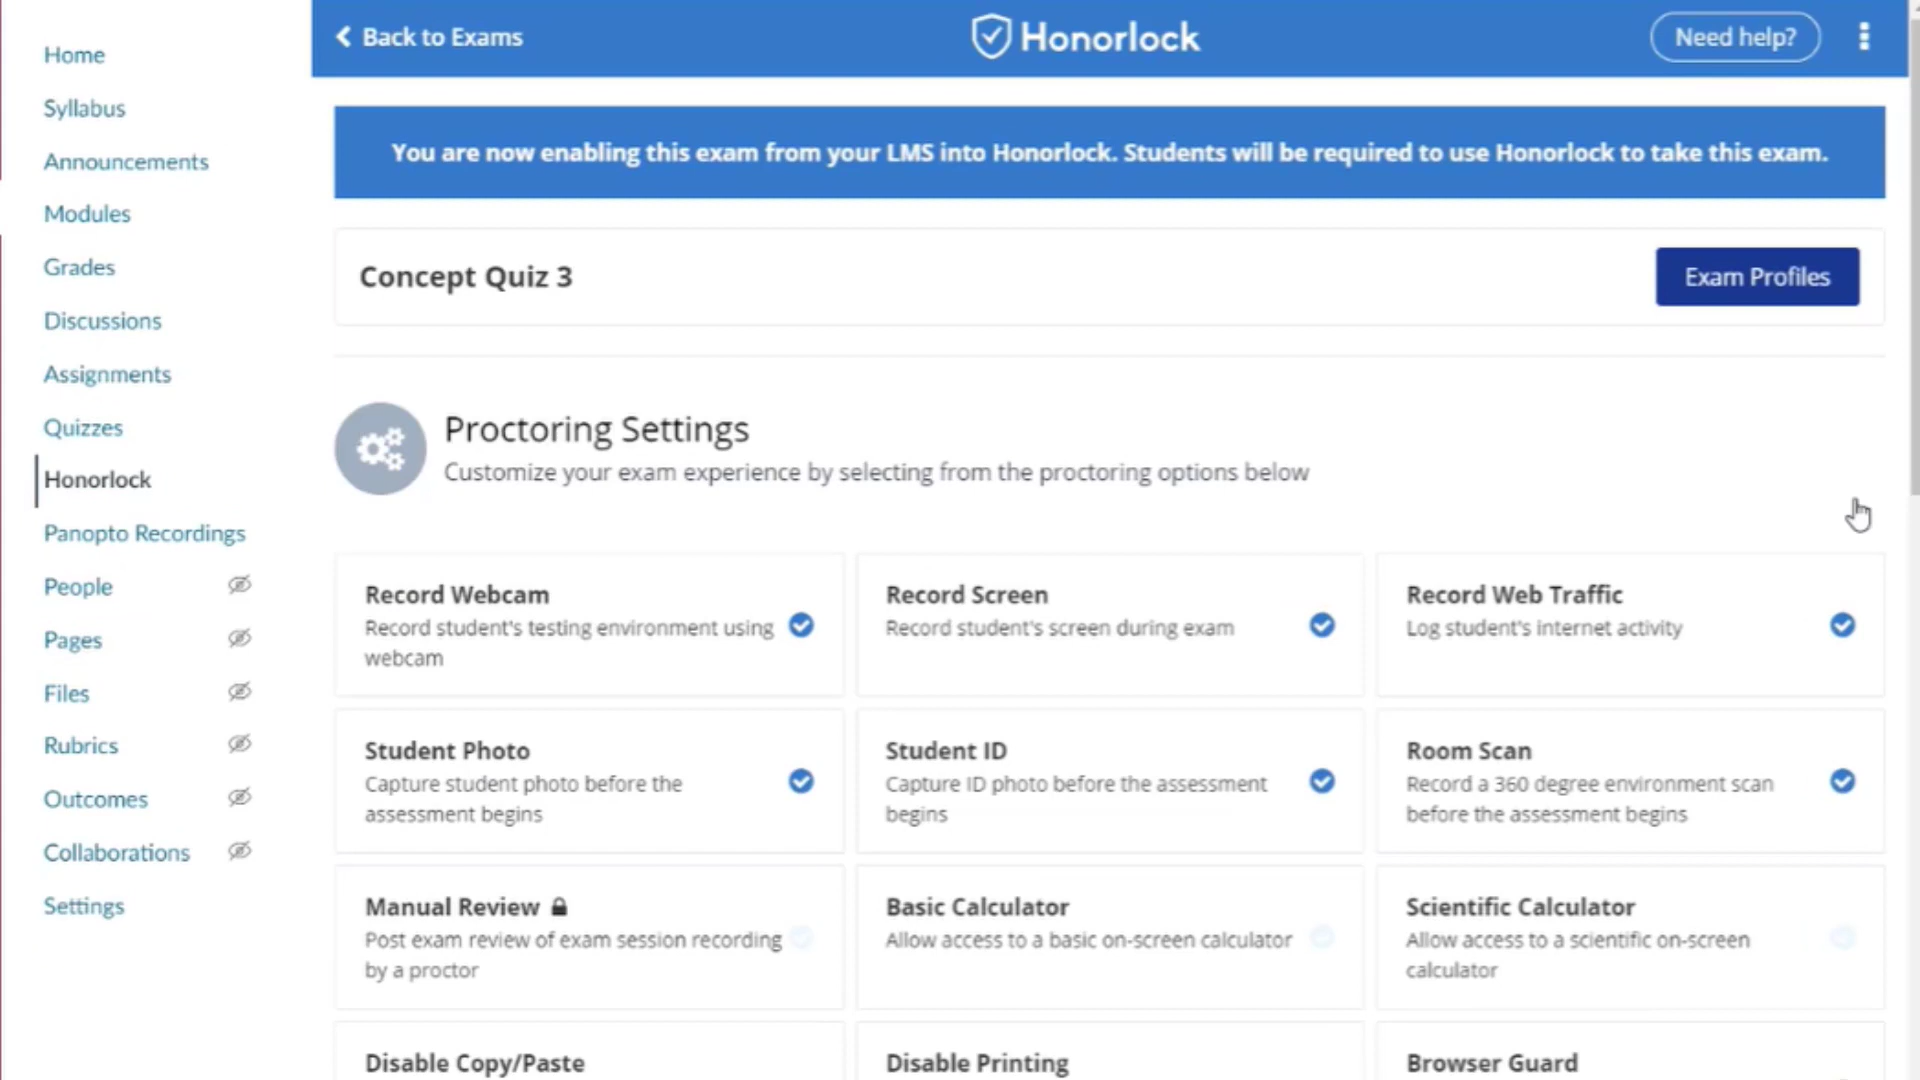 Home
Syllabus
Announcements
Modules
Grades
Discussions
Assignments
Quizzes
Honorlock
Panopto Recordings
People
Pages
Files
Rubrics
Outcomes
Collaborations
Settings
Back to Exams
Honorlock
Need help?
You are now enabling this exam from your LMS into Honorlock. Students will be required to use Honorlock to take this exam.
Concept Quiz 3
Exam Profiles
Proctoring Settings
Customize your exam experience by selecting from the proctoring options below
Record Webcam
Record student's testing environment using
webcam
Record Screen
Record student's screen during exam
Record Web Traffic
Log student's internet activity
Student Photo
Capture student photo before the
assessment begins
Student ID
Capture ID photo before the assessment
begins
Room Scan
Record a 360 degree environment scan
before the assessment begins
Manual Review
Post exam review of exam session recording
by a proctor
Basic Calculator
Allow access to a basic on-screen calculator
Scientific Calculator
Allow access to a scientific on-screen
calculator
Disable Copy/Paste
Disable Printing
Browser Guard